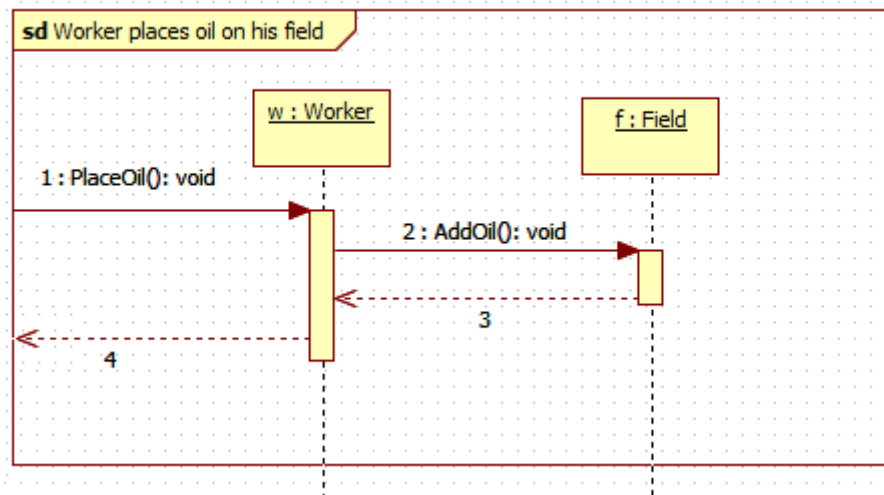 sd Worker places oil on his field
w : Worker
f : Field
1 : PlaceOil(): void
2 : AddOil(): void
3
4